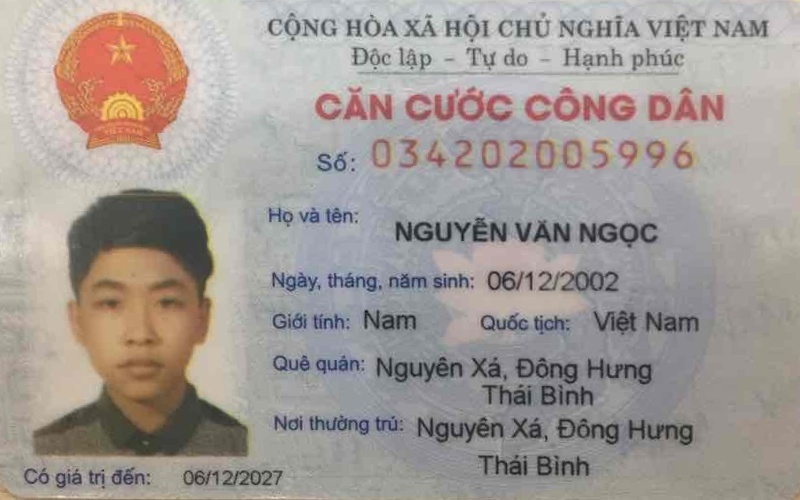 CỘNG HÒA XÃ HỘI CHỦ NGHĨA VIỆT NAM
Độc lập - Tự do - Hạnh phúc
CĂN CƯỚC CÔNG DÂN
Số: 034202005996
Họ và tên: NGUYỄN VĂN NGỌC
Ngày, tháng, năm sinh: 06/12/2002
Giới tính: Nam Quốc tịch: Việt Nam
Quê quán: Nguyên Xá, Đông Hưng
Thái Bình
Nơi thường trú: Nguyên Xá, Đông Hưng
Thái Bình
Có giá trị đến: 06/12/2027